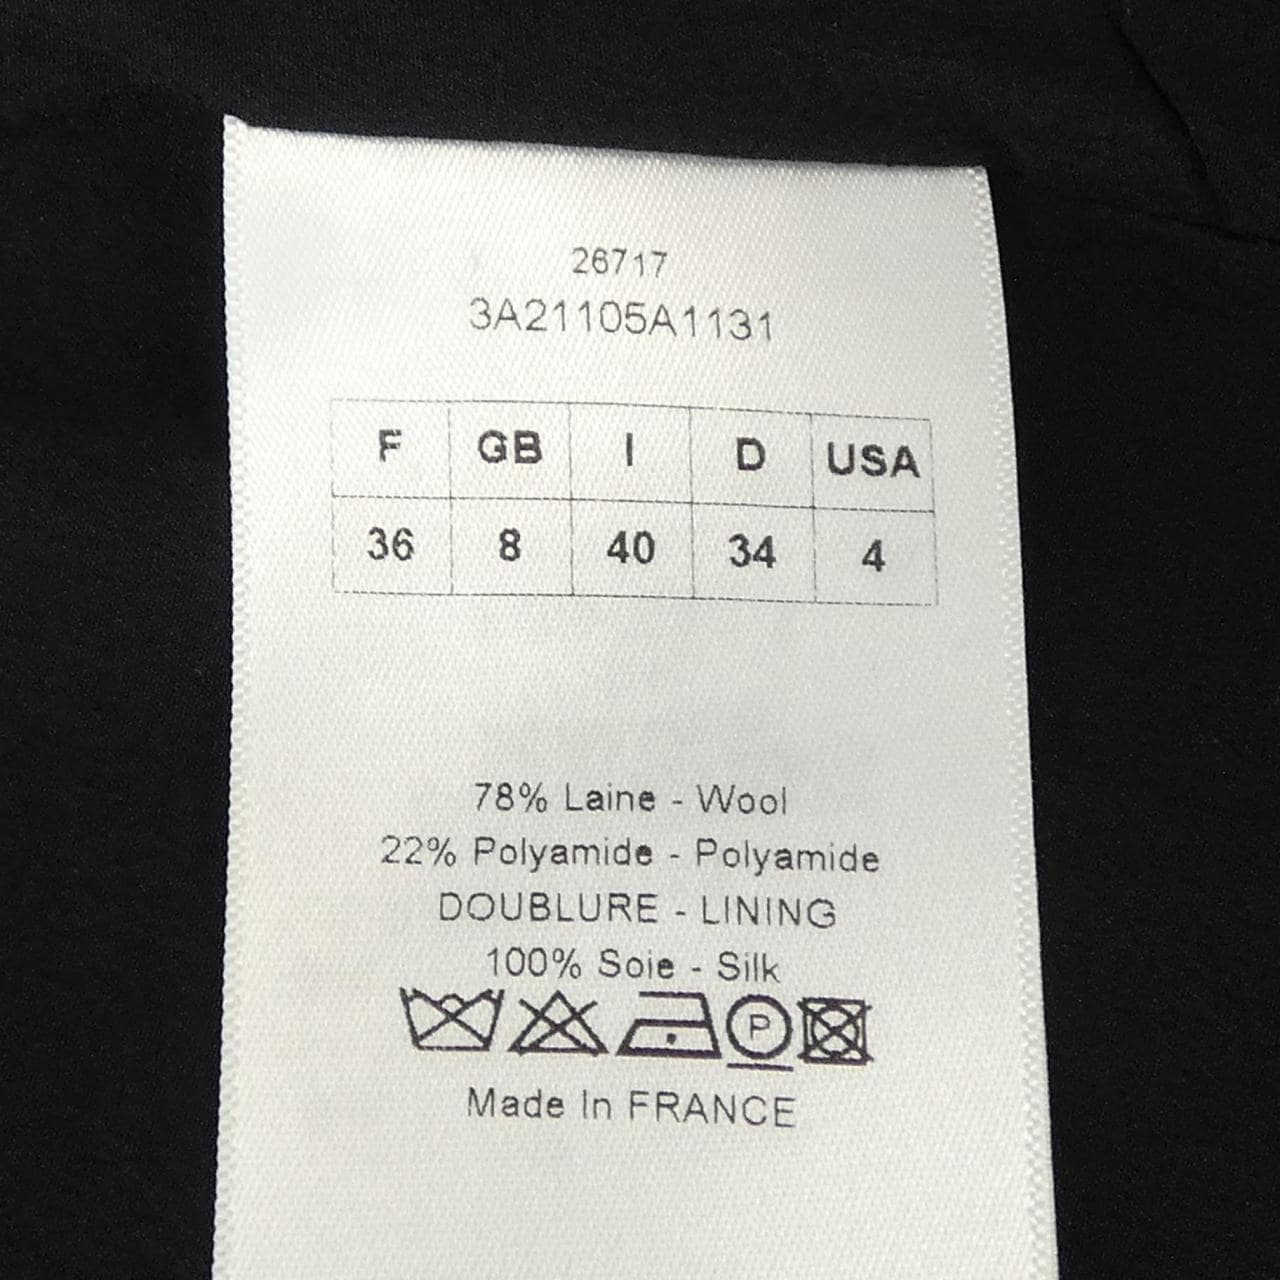 26717
3A21105A1131
F GB I D USA
36 8 40 34 4
78% Laine - Wool
22% Polyamide - Polyamide
DOUBLURE - LINING
100% Soie - Silk
P
Made In FRANCE